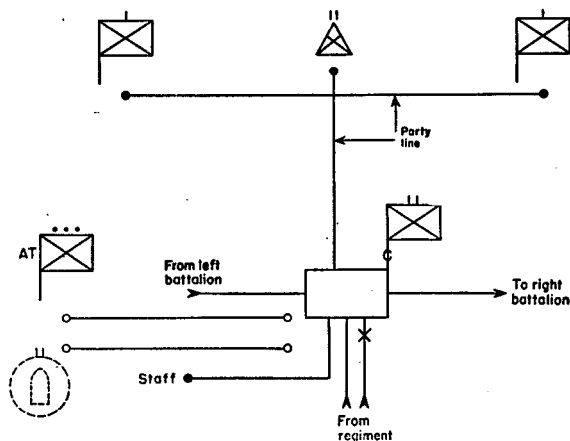 Party
line
AT
C
From left
battalion
To right
battalion
Staff
From
regiment